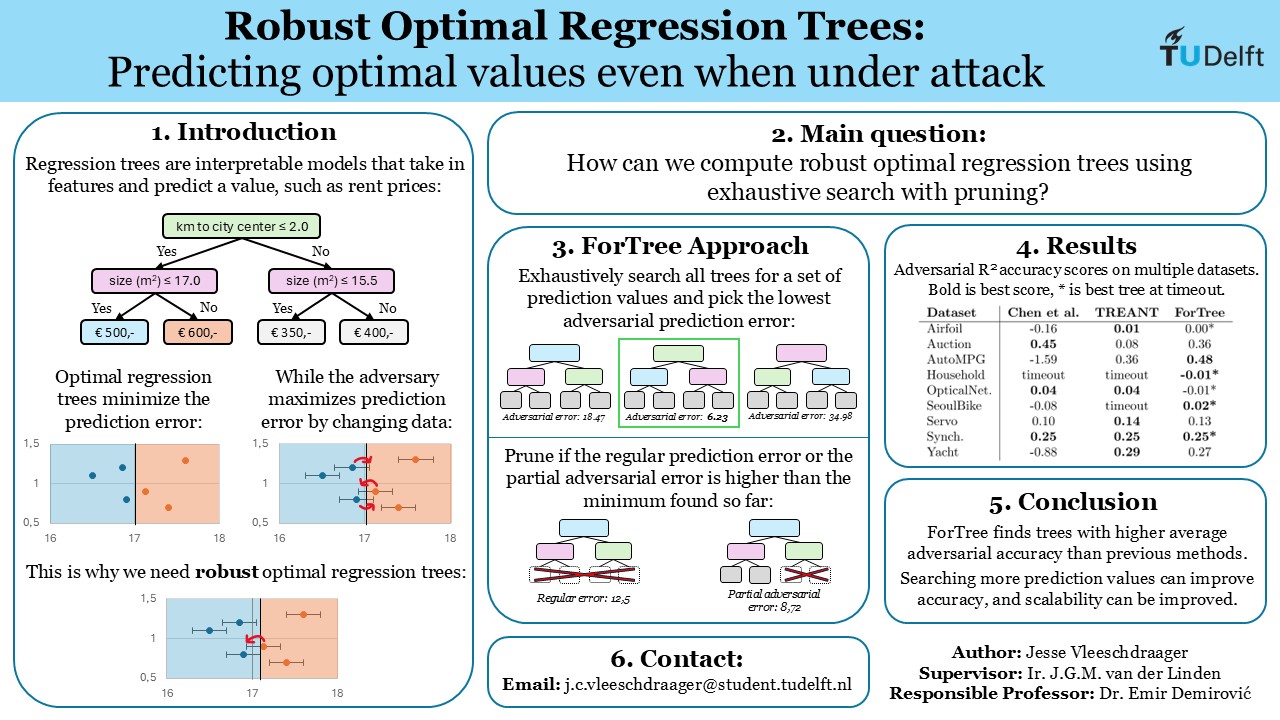 Robust Optimal Regression Trees:
Predicting optimal values even when under attack
TU Delft
1. Introduction
Regression trees are interpretable models that take in
features and predict a value, such as rent prices:
km to city center ≤ 2.0
Yes
No
size (m²) ≤ 17.0
size (m²) ≤ 15.5
Yes
No
Yes
No
€ 500,-
€ 600,-
€ 350,-
€ 400,-
Optimal regression
trees minimize the
prediction error:
While the adversary
maximizes prediction
error by changing data:
1,5
1
0,5
16
17
18
1,5
1
0,5
16
17
18
This is why we need robust optimal regression trees:
1,5
1
0,5
16
17
18
2. Main question:
How can we compute robust optimal regression trees using
exhaustive search with pruning?
3. ForTree Approach
Exhaustively search all trees for a set of
prediction values and pick the lowest
adversarial prediction error:
Adversarial error: 18.47
Adversarial error: 6.23
Adversarial error: 34.98
Prune if the regular prediction error or the
partial adversarial error is higher than the
minimum found so far:
Regular error: 12,5
Partial adversarial
error: 8,72
4. Results
Adversarial R² accuracy scores on multiple datasets.
Bold is best score, * is best tree at timeout.
Dataset Chen et al. TREANT ForTree
Airfoil -0.16 0.01 0.00*
Auction 0.45 0.08 0.36
AutoMPG -1.59 0.36 0.48
Household timeout timeout -0.01*
OpticalNet. 0.04 0.04 -0.01*
SeoulBike -0.08 timeout 0.02*
Servo 0.10 0.14 0.13
Synch. 0.25 0.25 0.25*
Yacht -0.88 0.29 0.27
5. Conclusion
ForTree finds trees with higher average
adversarial accuracy than previous methods.
Searching more prediction values can improve
accuracy, and scalability can be improved.
6. Contact:
Email: j.c.vleeschdraager@student.tudelft.nl
Author: Jesse Vleeschdraager
Supervisor: Ir. J.G.M. van der Linden
Responsible Professor: Dr. Emir Demirović